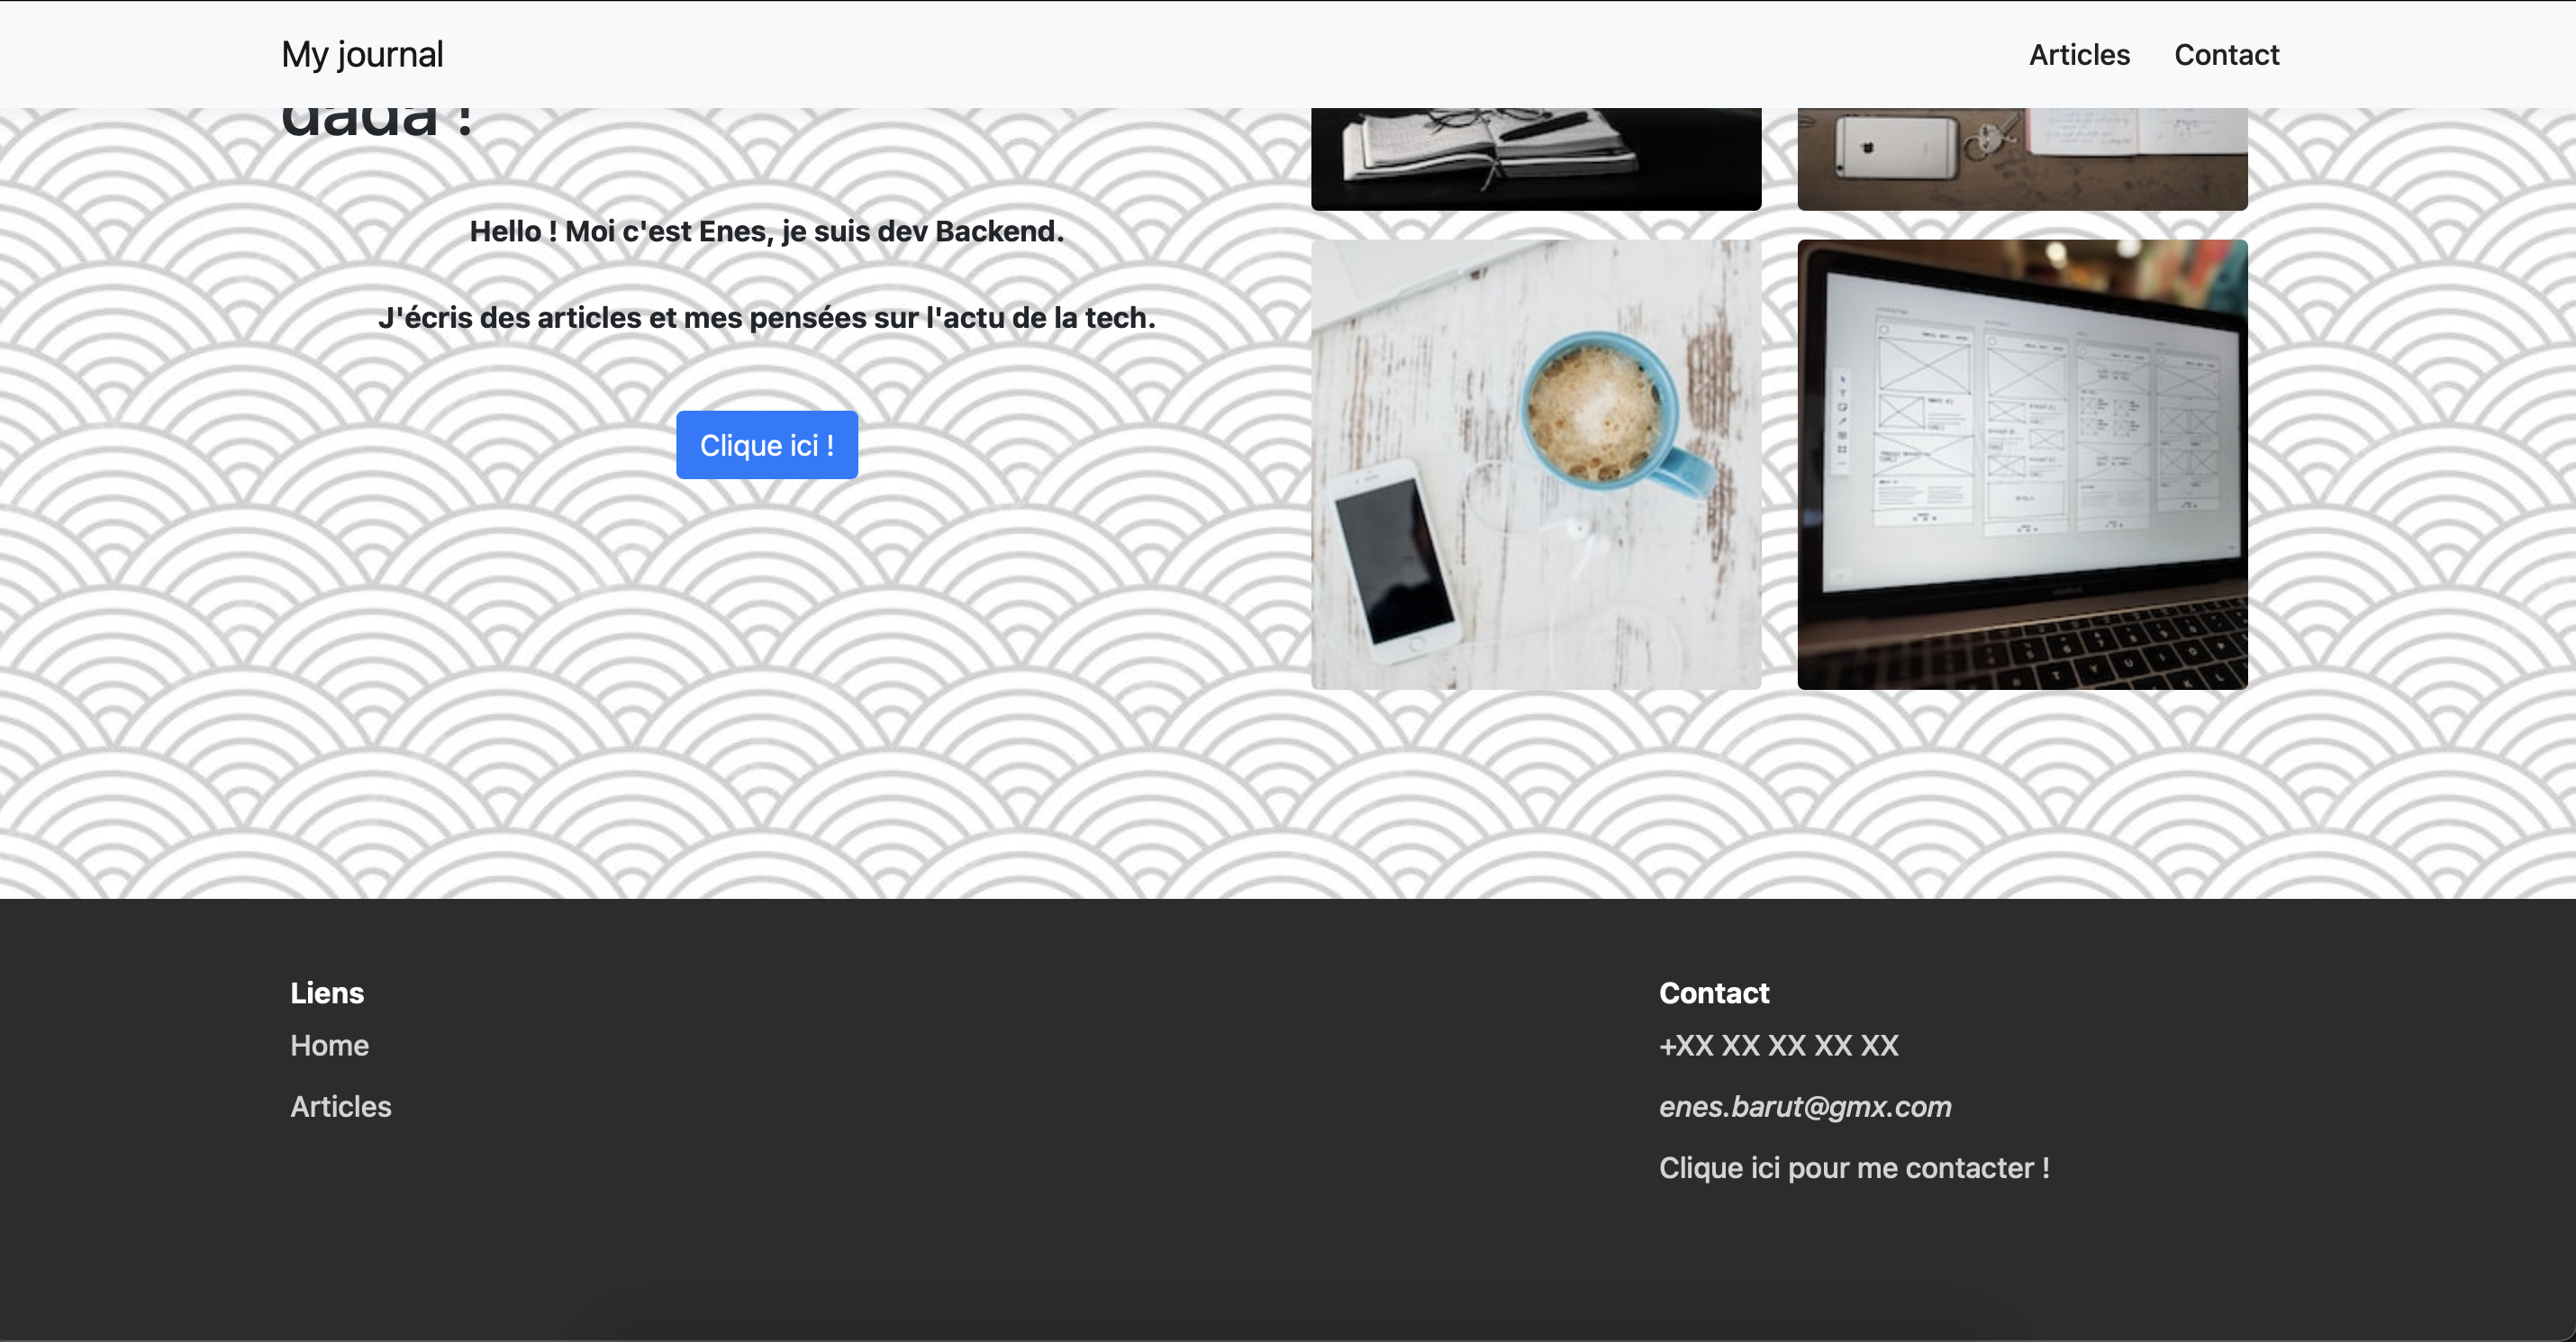 My journal
Articles
Contact
dada !
Hello ! Moi c'est Enes, je suis dev Backend.
J'écris des articles et mes pensées sur l'actu de la tech.
Clique ici !
Liens
Home
Articles
Contact
+XX XX XX XX XX
enes.barut@gmx.com
Clique ici pour me contacter !